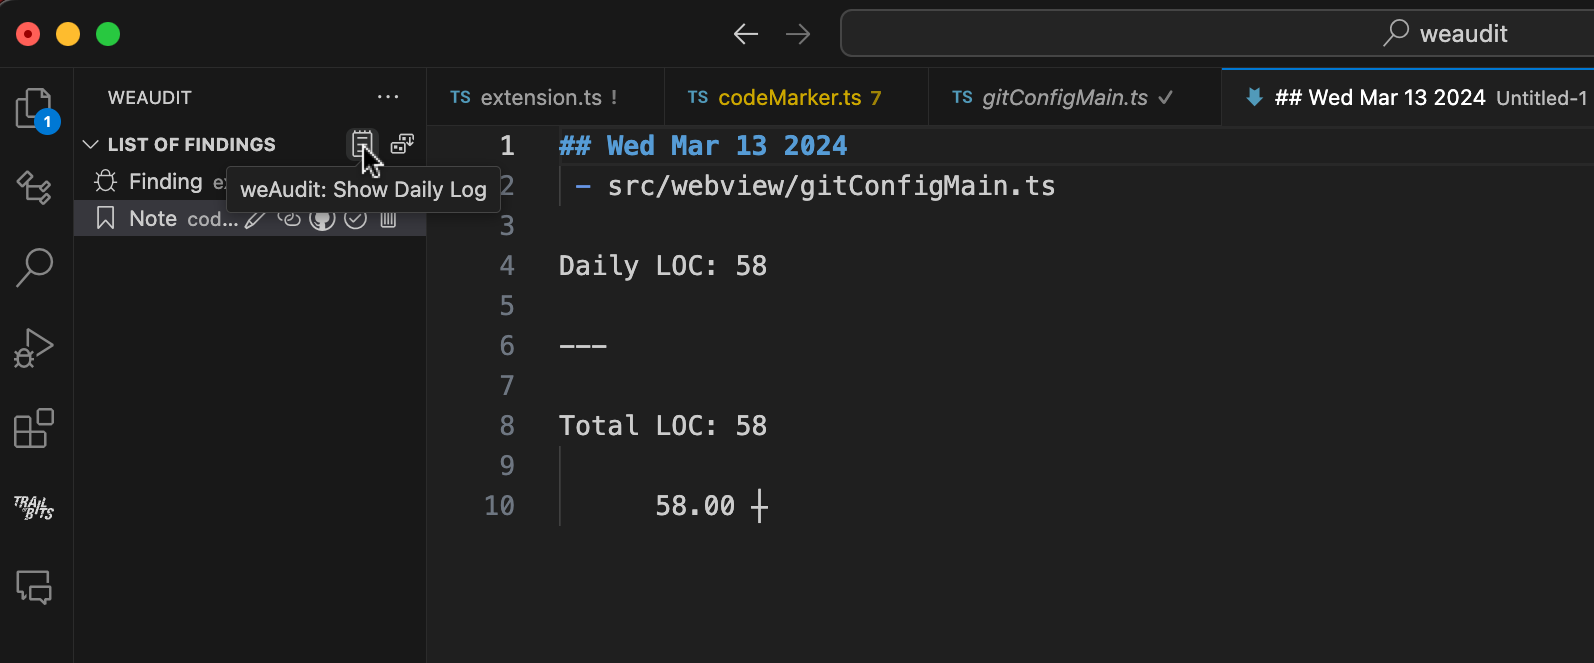 weaudit
WEAUDIT
TS extension.ts !
TS codeMarker.ts 7
TS gitConfigMain.ts
## Wed Mar 13 2024 Untitled-1
1
LIST OF FINDINGS
Finding
weAudit: Show Daily Log
Note cod...
TRAIL OF BITS
1 ## Wed Mar 13 2024
2 - src/webview/gitConfigMain.ts
3
4 Daily LOC: 58
5
6 ---
7
8 Total LOC: 58
9
10 58.00 ┼